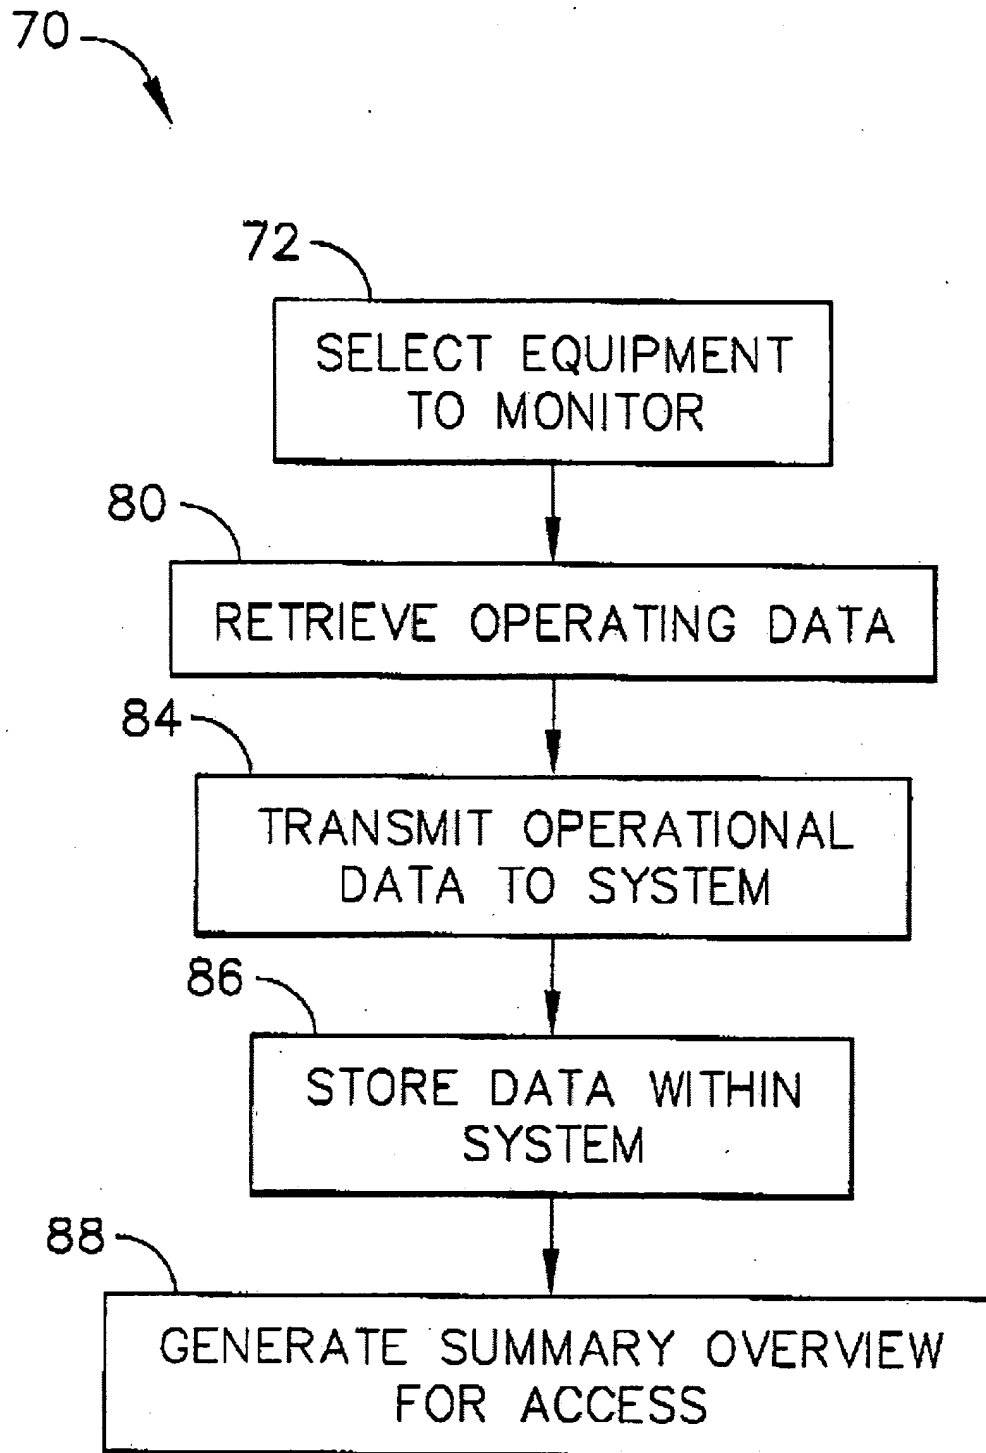 70
72
SELECT EQUIPMENT
TO MONITOR
80
RETRIEVE OPERATING DATA
84
TRANSMIT OPERATIONAL
DATA TO SYSTEM
86
STORE DATA WITHIN
SYSTEM
88
GENERATE SUMMARY OVERVIEW
FOR ACCESS